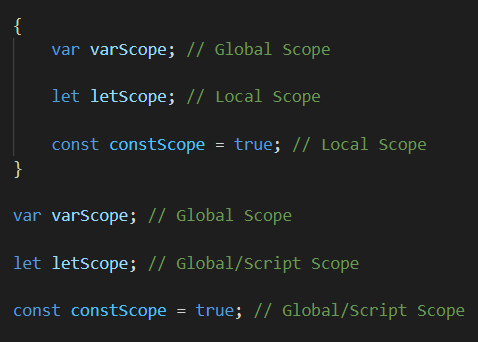 {
var varScope; // Global Scope
let letScope; // Local Scope
const constScope = true; // Local Scope
}
var varScope; // Global Scope
let letScope; // Global/Script Scope
const constScope = true; // Global/Script Scope